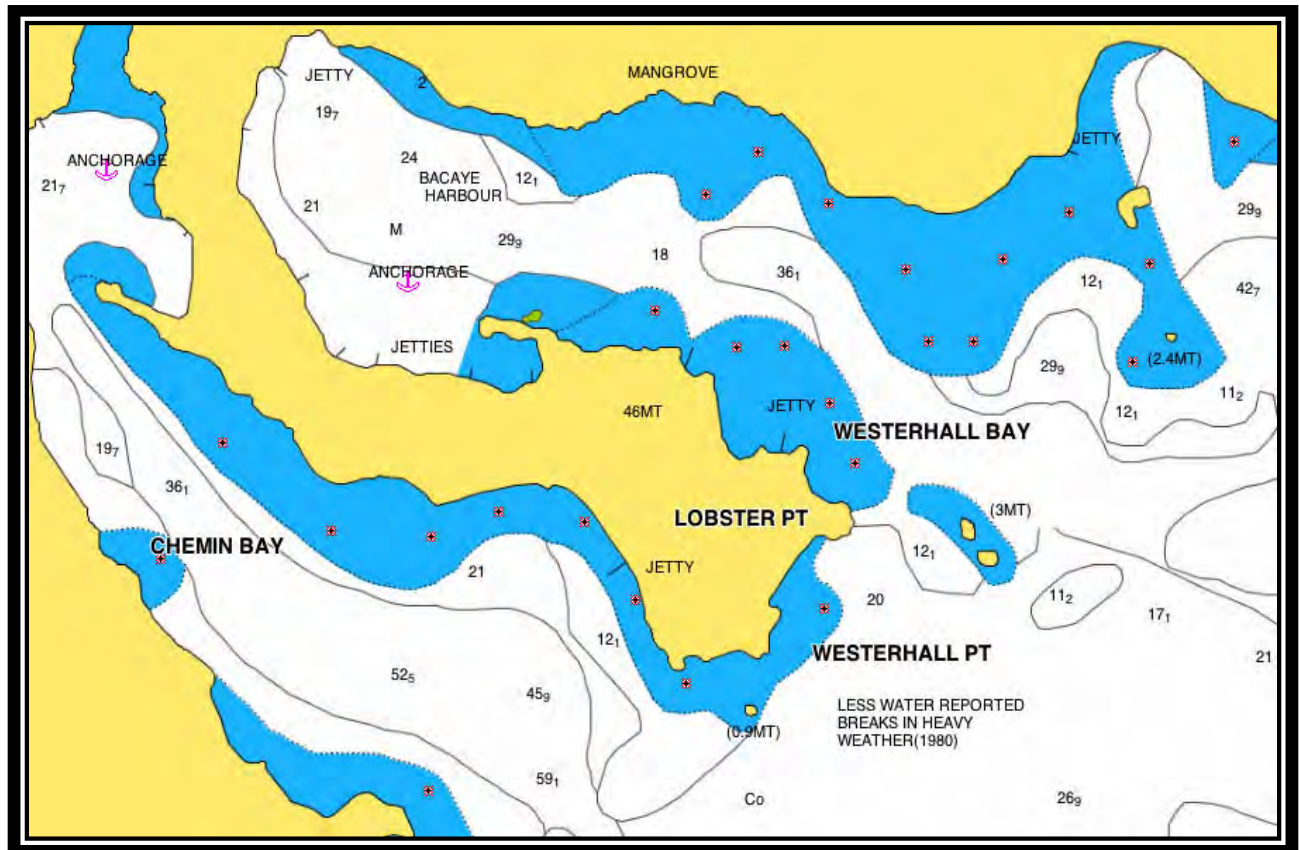 MANGROVE
JETTY
2
19₇
JETTY
24
12₁
ANCHORAGE
BACAYE
HARBOUR
21₇
21
29₉
M
29₉
18
ANCHORAGE
36₁
12₁
42₇
JETTIES
(2.4MT)
29₉
11₂
46MT
JETTY
12₁
WESTERHALL BAY
19₇
36₁
LOBSTER PT
(3MT)
CHEMIN BAY
12₁
21
JETTY
20
11₂
17₁
12₁
WESTERHALL PT
21
52₅
45₉
LESS WATER REPORTED
BREAKS IN HEAVY
WEATHER(1980)
(0.9MT)
59₁
Co
26₉